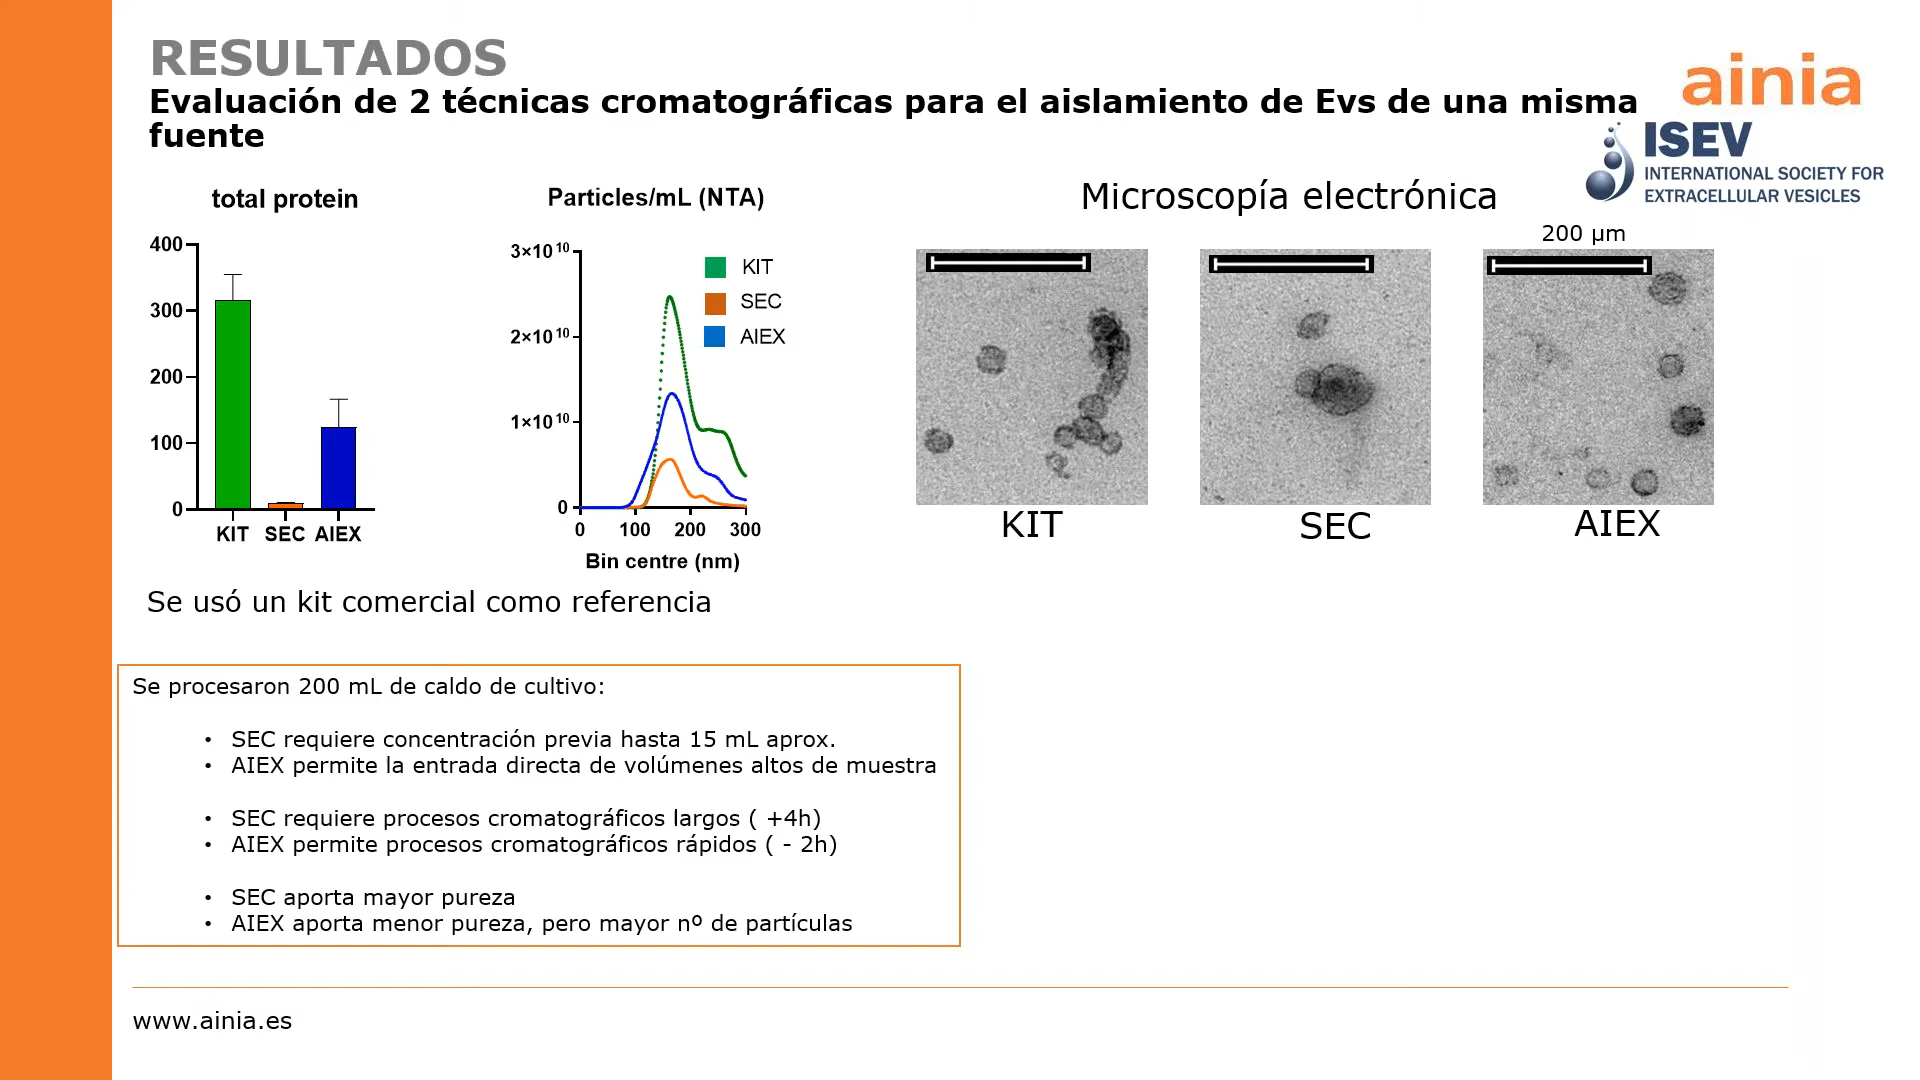 RESULTADOS
Evaluación de 2 técnicas cromatográficas para el aislamiento de Evs de una misma
fuente
ainia
ISEV
INTERNATIONAL SOCIETY FOR
EXTRACELLULAR VESICLES
total protein
400
300
200
100
0
KIT SEC AIEX
Particles/mL (NTA)
3×10¹⁰
2×10¹⁰
1×10¹⁰
0
KIT
SEC
AIEX
0 100 200 300
Bin centre (nm)
Microscopía electrónica
200 µm
KIT
SEC
AIEX
Se usó un kit comercial como referencia
Se procesaron 200 mL de caldo de cultivo:
• SEC requiere concentración previa hasta 15 mL aprox.
• AIEX permite la entrada directa de volúmenes altos de muestra
• SEC requiere procesos cromatográficos largos ( +4h)
• AIEX permite procesos cromatográficos rápidos ( - 2h)
• SEC aporta mayor pureza
• AIEX aporta menor pureza, pero mayor nº de partículas
www.ainia.es